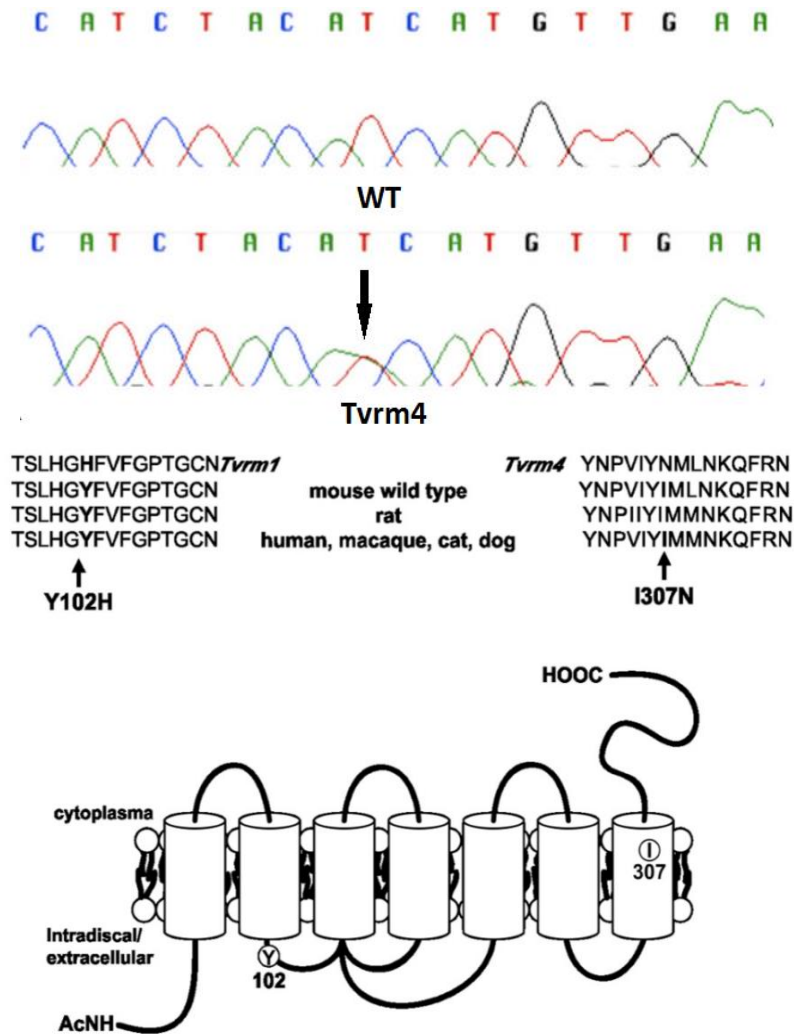 C A T C T A C A T C A T G T T G A A
WT
C A T C T A C A T C A T G T T G A A
Tvrm4
TSLHGHFVFGPTGCN Tvrm1 Tvrm4 YNPVIYNMLNKQFRN
TSLHGYFVFGPTGCN mouse wild type YNPVIYIMLNKQFRN
TSLHGYFVFGPTGCN rat YNPIIYIMMNKQFRN
TSLHGYFVFGPTGCN human, macaque, cat, dog YNPVIYIMMNKQFRN
Y102H I307N
HOOC
cytoplasma
I
307
Intradiscal/
extracellular
Y
102
AcNH